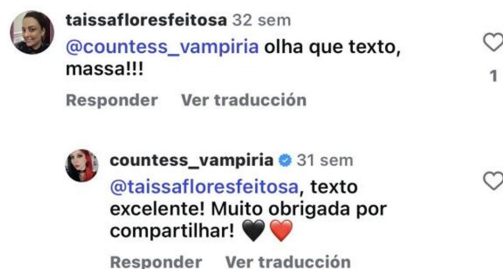 taissafloresfeitosa 32 sem
@countess_vampiria olha que texto,
massa!!!
1
Responder Ver traducción
countess_vampiria 31 sem
@taissafloresfeitosa, texto
excelente! Muito obrigada por
compartilhar! 🖤❤️
Responder Ver traducción